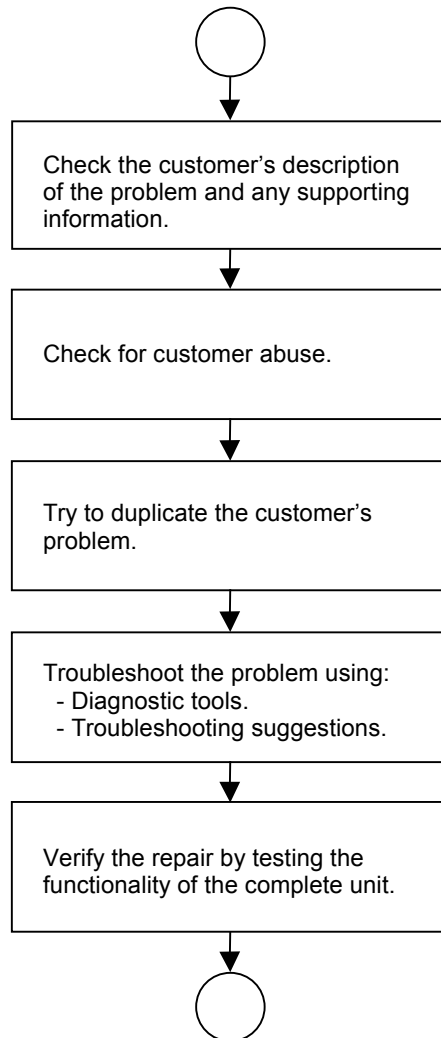 Check the customer’s description
of the problem and any supporting
information.
Check for customer abuse.
Try to duplicate the customer’s
problem.
Troubleshoot the problem using:
- Diagnostic tools.
- Troubleshooting suggestions.
Verify the repair by testing the
functionality of the complete unit.